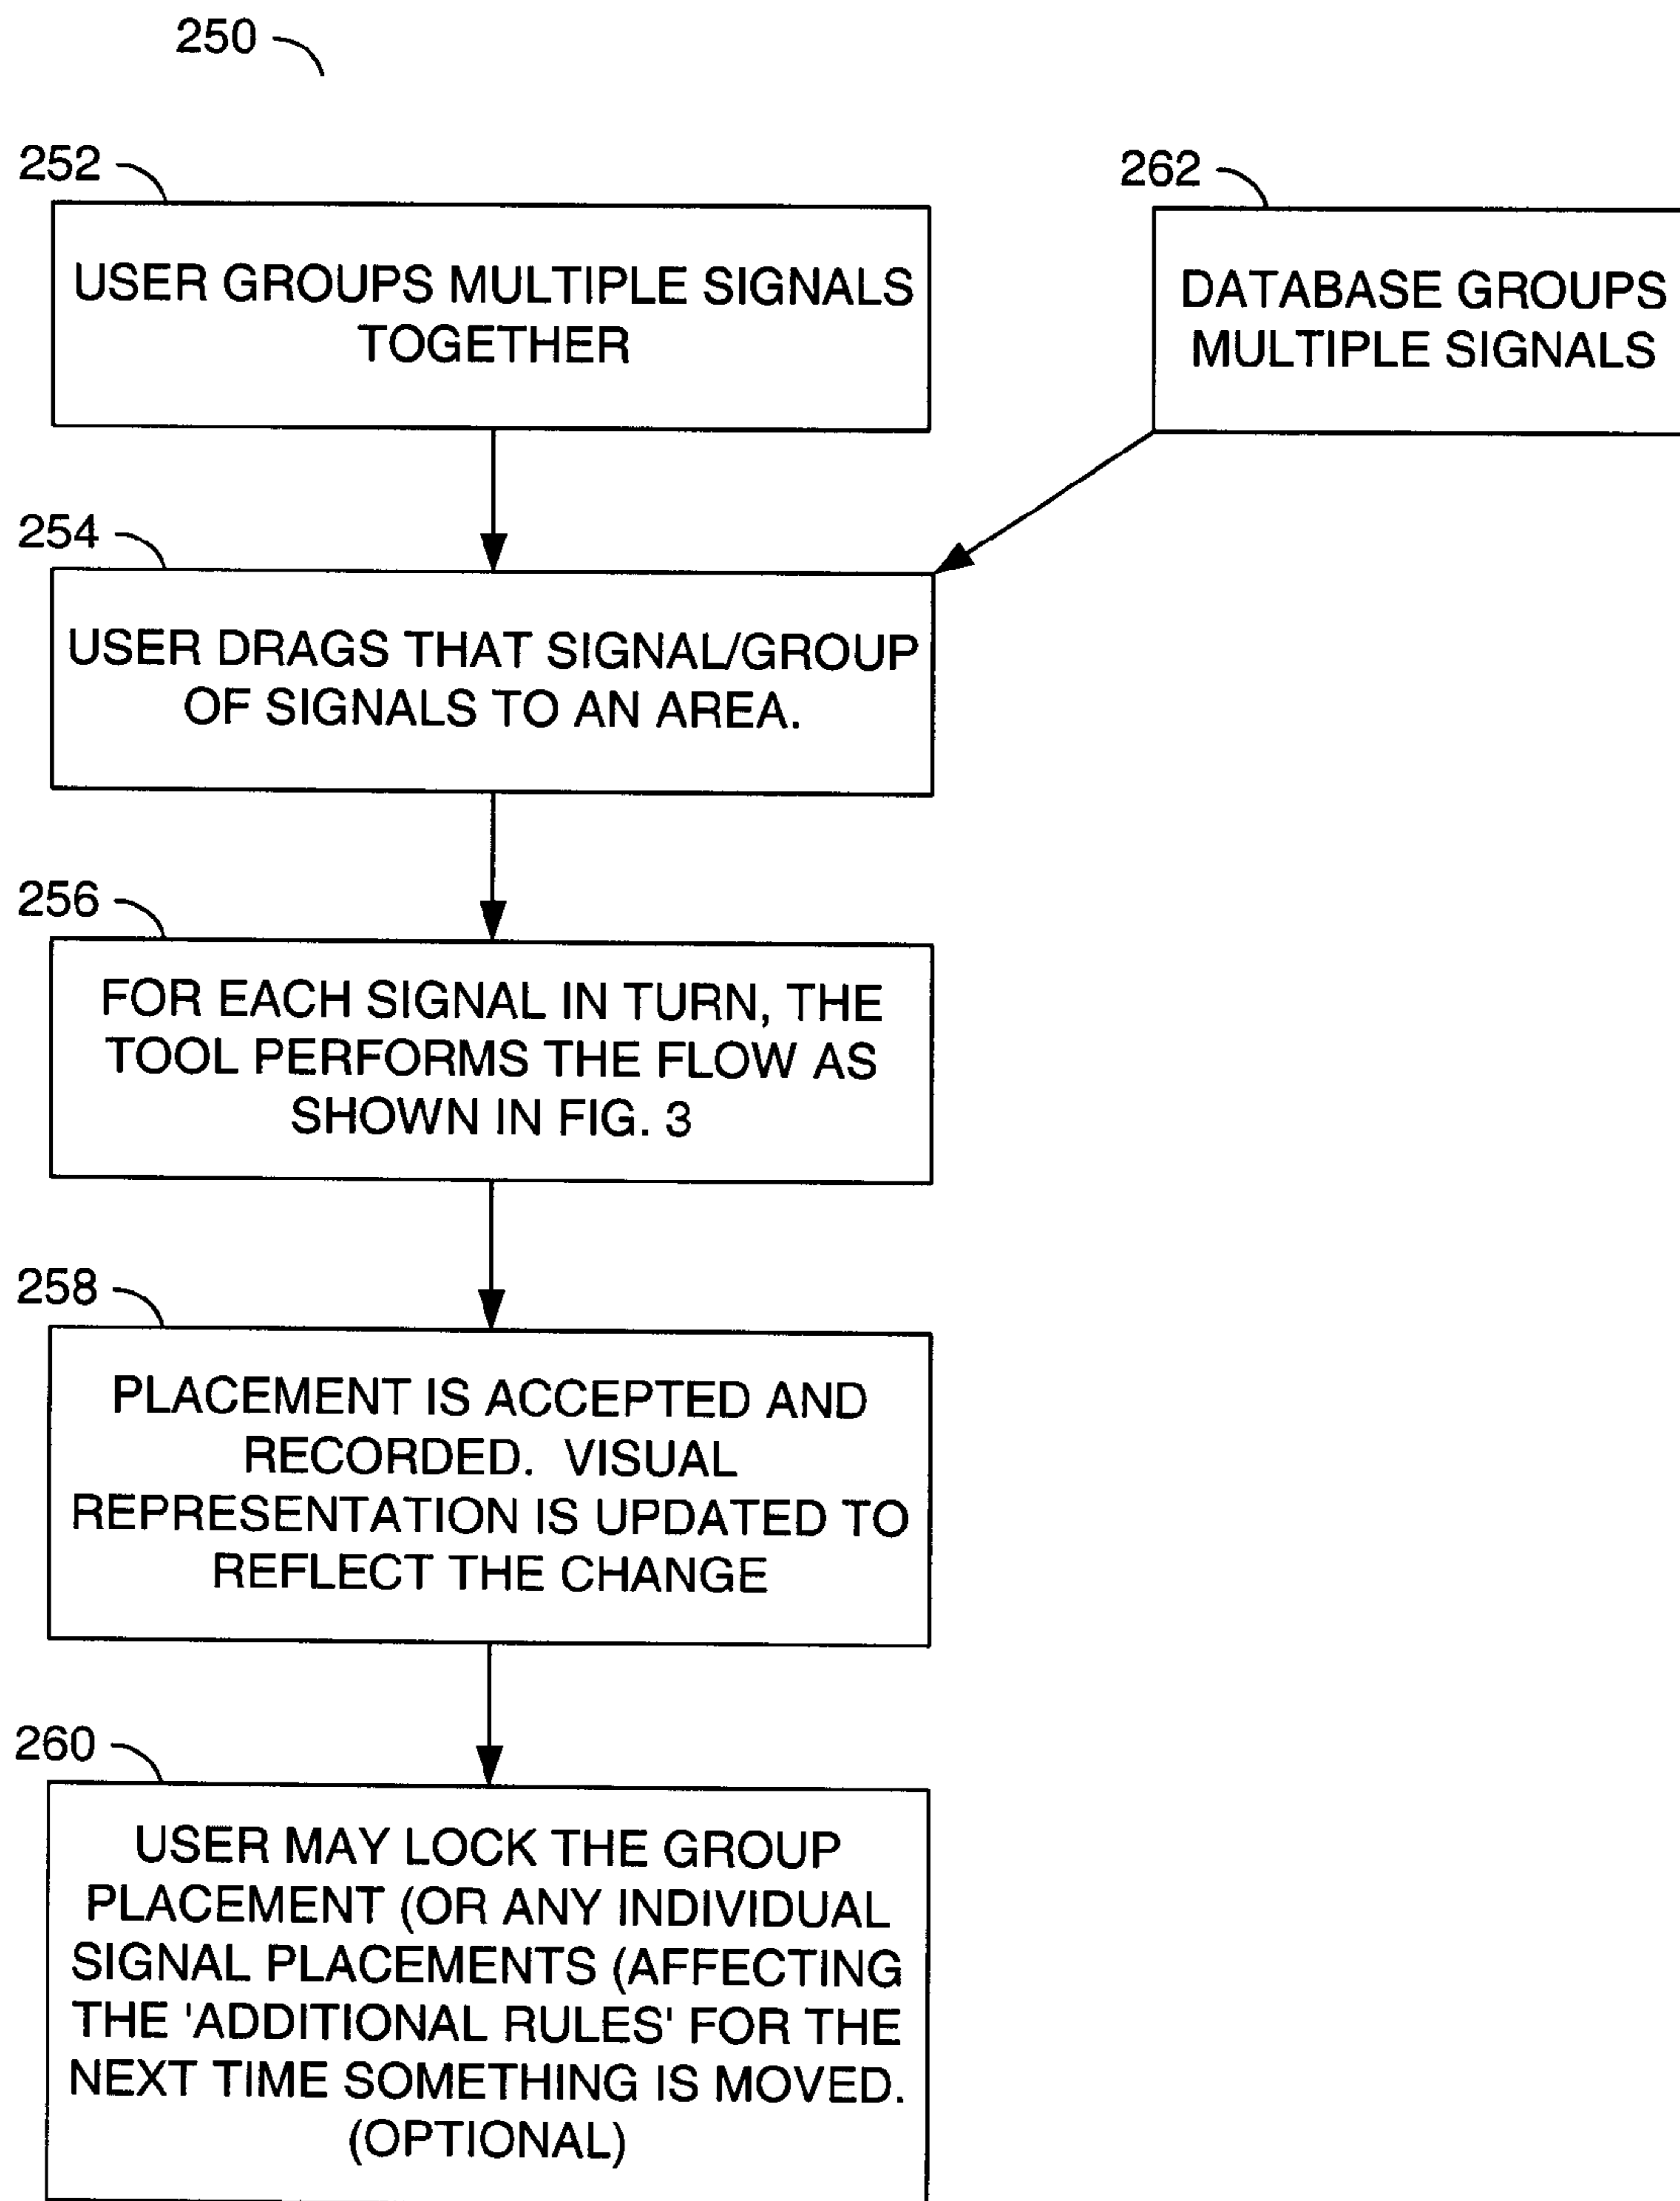 250
252
USER GROUPS MULTIPLE SIGNALS
TOGETHER
262
DATABASE GROUPS
MULTIPLE SIGNALS
254
USER DRAGS THAT SIGNAL/GROUP
OF SIGNALS TO AN AREA.
256
FOR EACH SIGNAL IN TURN, THE
TOOL PERFORMS THE FLOW AS
SHOWN IN FIG. 3
258
PLACEMENT IS ACCEPTED AND
RECORDED. VISUAL
REPRESENTATION IS UPDATED TO
REFLECT THE CHANGE
260
USER MAY LOCK THE GROUP
PLACEMENT (OR ANY INDIVIDUAL
SIGNAL PLACEMENTS (AFFECTING
THE 'ADDITIONAL RULES' FOR THE
NEXT TIME SOMETHING IS MOVED.
(OPTIONAL)